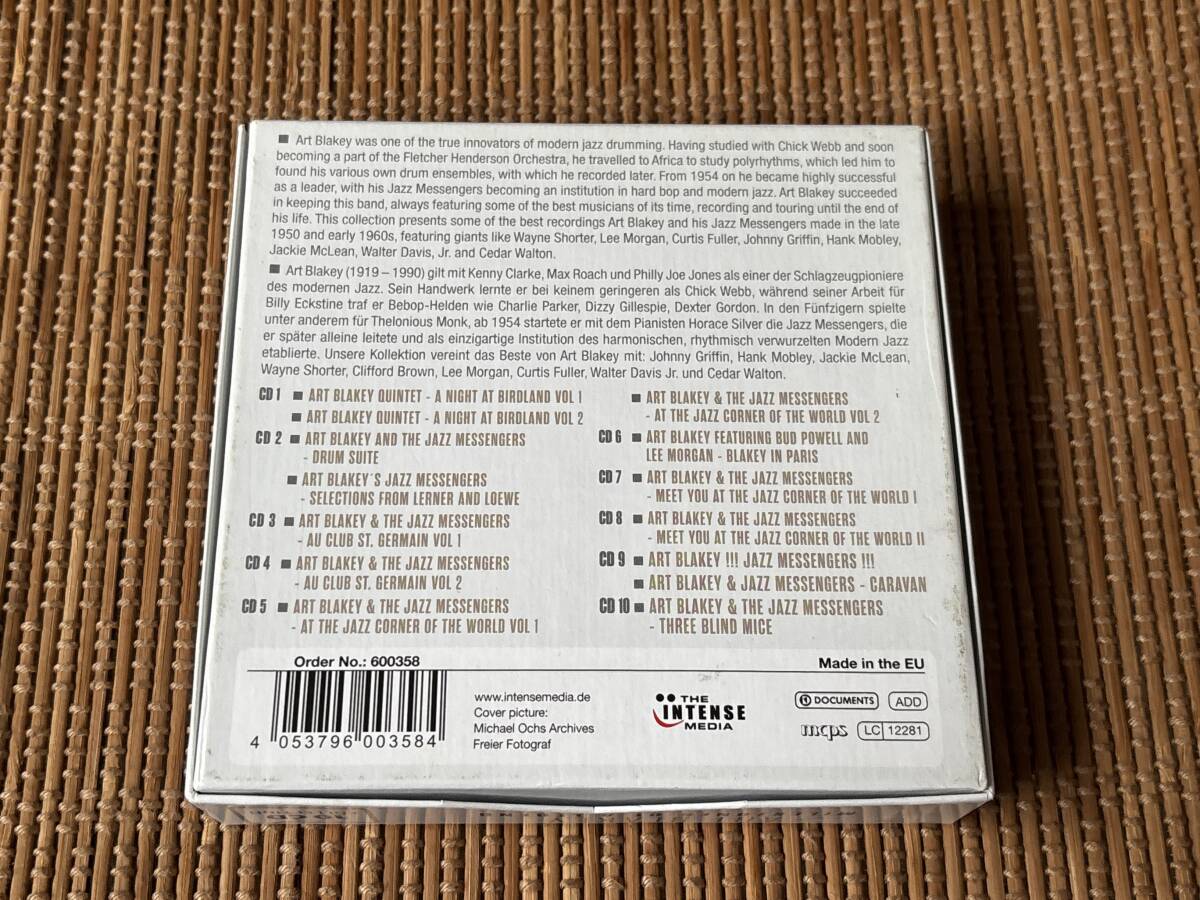 ■ Art Blakey was one of the true innovators of modern jazz drumming. Having studied with Chick Webb and soon
becoming a part of the Fletcher Henderson Orchestra, he travelled to Africa to study polyrhythms, which led him to
found his various own drum ensembles, with which he recorded later. From 1954 on he became highly successful
as a leader, with his Jazz Messengers becoming an institution in hard bop and modern jazz. Art Blakey succeeded
in keeping this band, always featuring some of the best musicians of its time, recording and touring until the end of
his life. This collection presents some of the best recordings Art Blakey and his Jazz Messengers made in the late
1950 and early 1960s, featuring giants like Wayne Shorter, Lee Morgan, Curtis Fuller, Johnny Griffin, Hank Mobley,
Jackie McLean, Walter Davis, Jr. and Cedar Walton.
■ Art Blakey (1919 – 1990) gilt mit Kenny Clarke, Max Roach und Philly Joe Jones als einer der Schlagzeugpioniere
des modernen Jazz. Sein Handwerk lernte er bei keinem geringeren als Chick Webb, während seiner Arbeit für
Billy Eckstine traf er Bebop-Helden wie Charlie Parker, Dizzy Gillespie, Dexter Gordon. In den Fünfzigern spielte
unter anderem für Thelonious Monk, ab 1954 startete er mit dem Pianisten Horace Silver die Jazz Messengers, die
er später alleine leitete und als einzigartige Institution des harmonischen, rhythmisch verwurzelten Modern Jazz
etablierte. Unsere Kollektion vereint das Beste von Art Blakey mit: Johnny Griffin, Hank Mobley, Jackie McLean,
Wayne Shorter, Clifford Brown, Lee Morgan, Curtis Fuller, Walter Davis Jr. und Cedar Walton.
CD 1 ■ ART BLAKEY QUINTET - A NIGHT AT BIRDLAND VOL 1
■ ART BLAKEY QUINTET - A NIGHT AT BIRDLAND VOL 2
CD 2 ■ ART BLAKEY AND THE JAZZ MESSENGERS
- DRUM SUITE
■ ART BLAKEY´S JAZZ MESSENGERS
- SELECTIONS FROM LERNER AND LOEWE
CD 3 ■ ART BLAKEY & THE JAZZ MESSENGERS
- AU CLUB ST. GERMAIN VOL 1
CD 4 ■ ART BLAKEY & THE JAZZ MESSENGERS
- AU CLUB ST. GERMAIN VOL 2
CD 5 ■ ART BLAKEY & THE JAZZ MESSENGERS
- AT THE JAZZ CORNER OF THE WORLD VOL 1
■ ART BLAKEY & THE JAZZ MESSENGERS
- AT THE JAZZ CORNER OF THE WORLD VOL 2
CD 6 ■ ART BLAKEY FEATURING BUD POWELL AND
LEE MORGAN - BLAKEY IN PARIS
CD 7 ■ ART BLAKEY & THE JAZZ MESSENGERS
- MEET YOU AT THE JAZZ CORNER OF THE WORLD I
CD 8 ■ ART BLAKEY & THE JAZZ MESSENGERS
- MEET YOU AT THE JAZZ CORNER OF THE WORLD II
CD 9 ■ ART BLAKEY !!! JAZZ MESSENGERS !!!
■ ART BLAKEY & JAZZ MESSENGERS - CARAVAN
CD 10 ■ ART BLAKEY & THE JAZZ MESSENGERS
- THREE BLIND MICE
Order No.: 600358
Made in the EU
4 053796 003584
www.intensemedia.de
Cover picture:
Michael Ochs Archives
Freier Fotograf
THE
INTENSE
MEDIA
DOCUMENTS
ADD
mcps
LC 12281